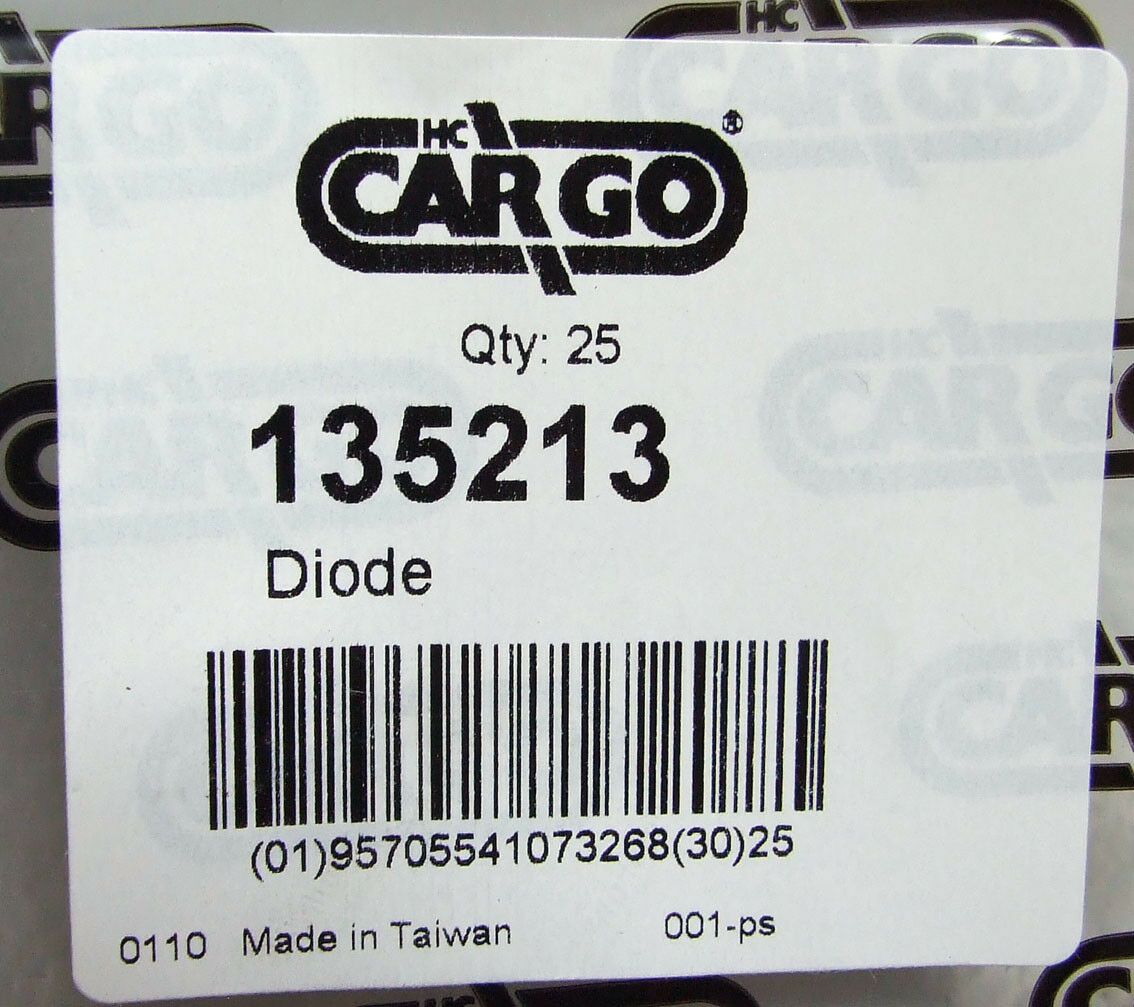 HC
CARGO®
Qty: 25
135213
Diode
(01)95705541073268(30)25
0110 Made in Taiwan 001-ps